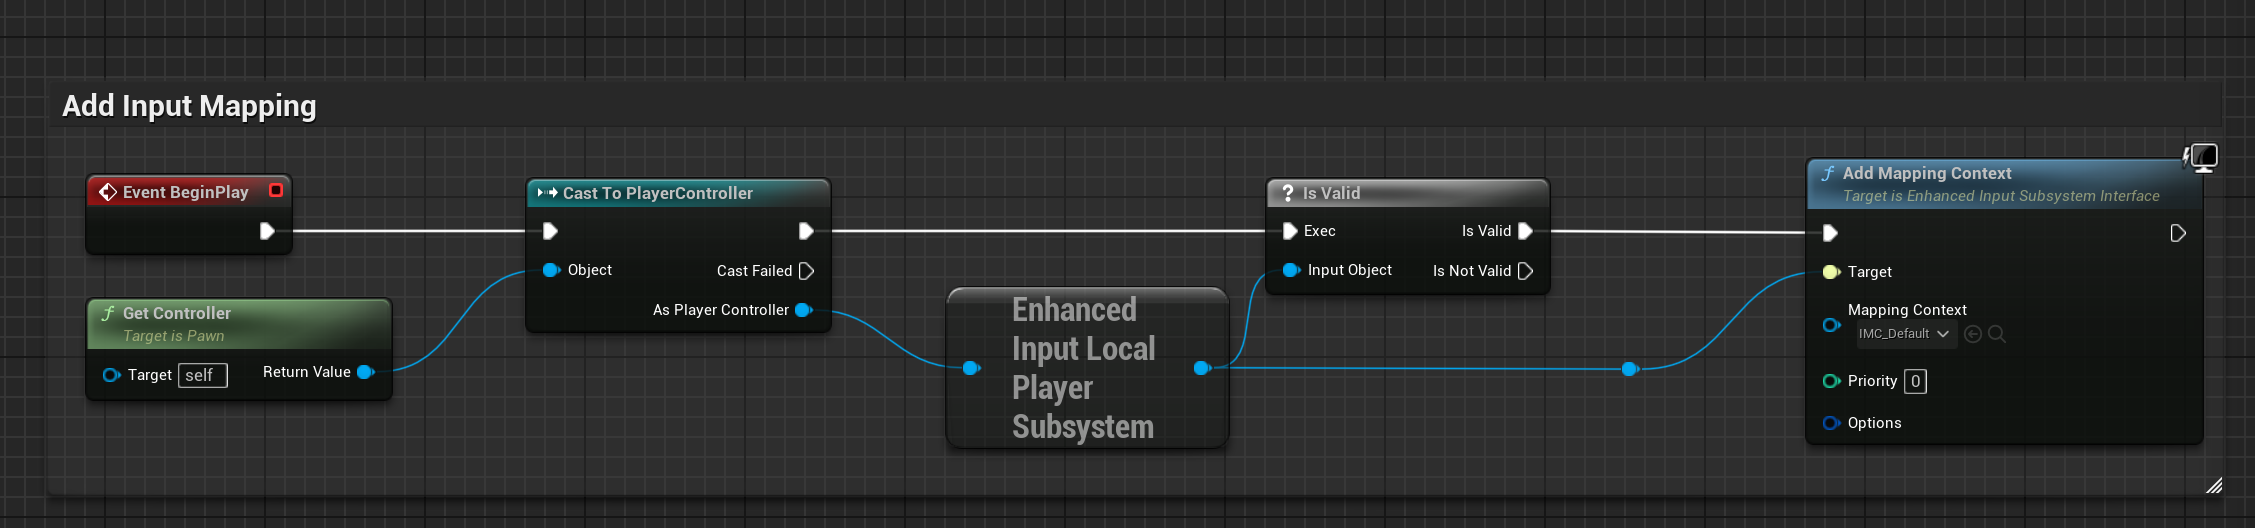 Add Input Mapping
Event BeginPlay
Get Controller
Target is Pawn
Target self
Return Value
Cast To PlayerController
Object
Cast Failed
As Player Controller
Enhanced
Input Local
Player
Subsystem
? Is Valid
Exec
Is Valid
Input Object
Is Not Valid
f Add Mapping Context
Target is Enhanced Input Subsystem Interface
Target
Mapping Context
IMC_Default
Priority 0
Options